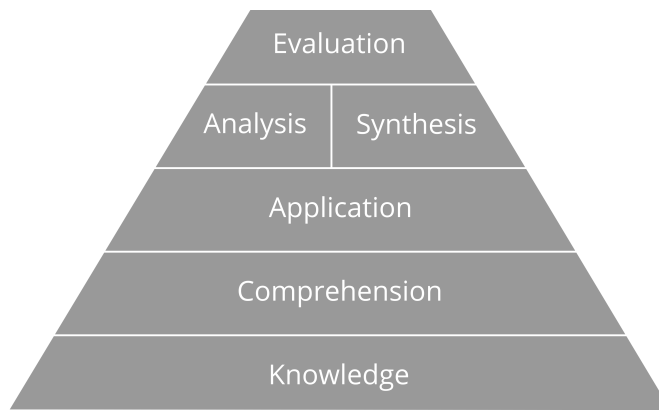 Evaluation
Analysis Synthesis
Application
Comprehension
Knowledge